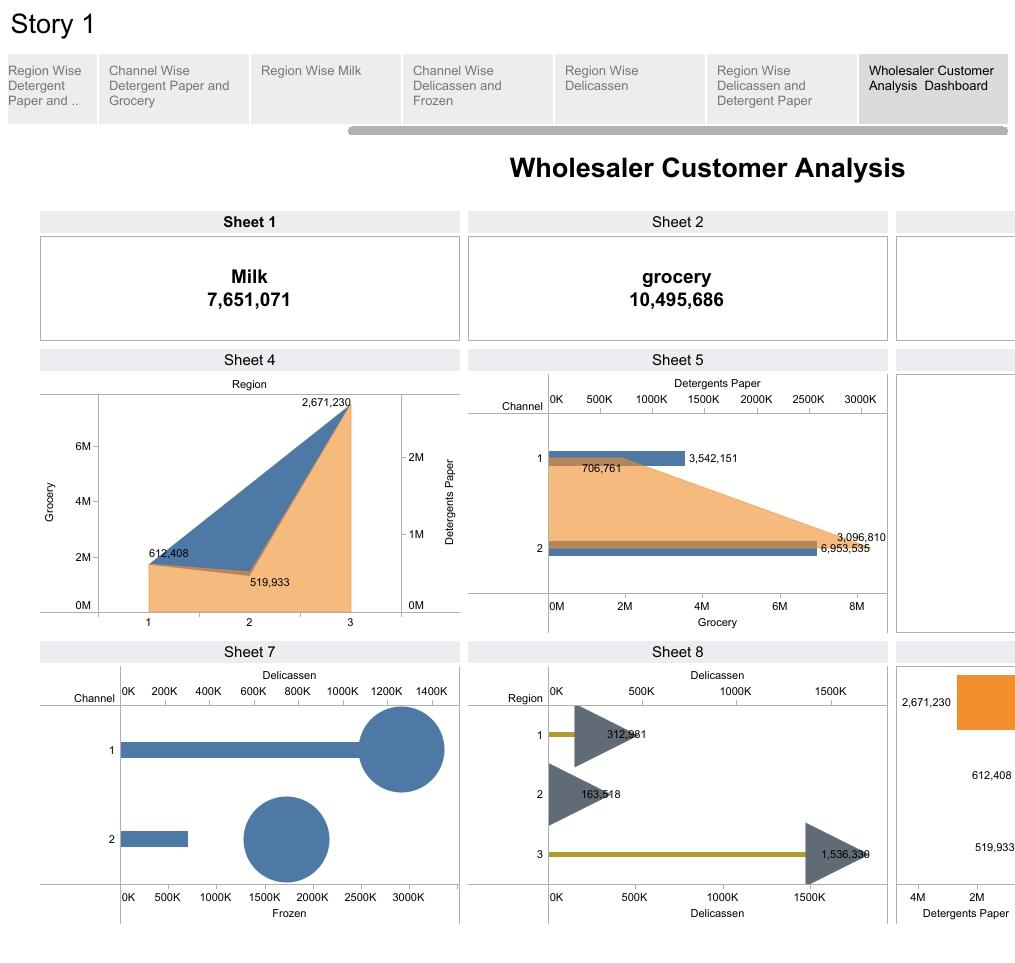 Story 1
Region Wise
Detergent
Paper and ..
Channel Wise
Detergent Paper and
Grocery
Region Wise Milk
Channel Wise
Delicassen and
Frozen
Region Wise
Delicassen
Region Wise
Delicassen and
Detergent Paper
Wholesaler Customer
Analysis Dashboard
Wholesaler Customer Analysis
Sheet 1
Sheet 2
Milk
7,651,071
grocery
10,495,686
Sheet 4
Region
2,671,230
6M
4M
2M
0M
Grocery
2M
1M
0M
Detergents Paper
612,408
519,933
1 2 3
Sheet 5
Detergents Paper
Channel
0K 500K 1000K 1500K 2000K 2500K 3000K
1
3,542,151
706,761
2
3,096,810
6,953,535
0M 2M 4M 6M 8M
Grocery
Sheet 7
Delicassen
Channel
0K 200K 400K 600K 800K 1000K 1200K 1400K
1
2
0K 500K 1000K 1500K 2000K 2500K 3000K
Frozen
Sheet 8
Delicassen
Region
0K 500K 1000K 1500K
1
312,981
2
163,518
3
1,536,330
0K 500K 1000K 1500K
Delicassen
2,671,230
612,408
519,933
4M 2M
Detergents Paper